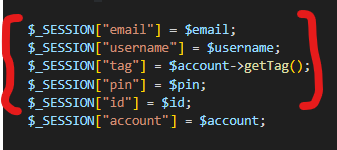 $_SESSION["email"] = $email;
$_SESSION["username"] = $username;
$_SESSION["tag"] = $account->getTag();
$_SESSION["pin"] = $pin;
$_SESSION["id"] = $id;
$_SESSION["account"] = $account;